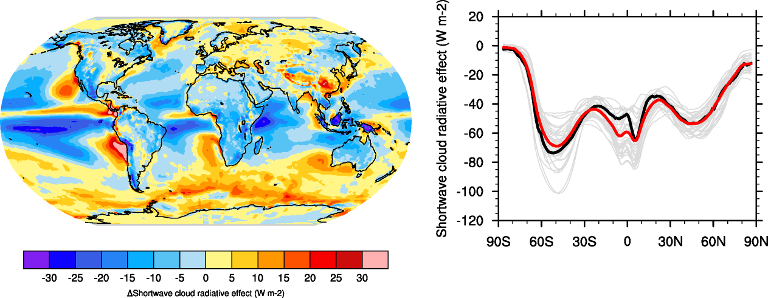 -30 -25 -20 -15 -10 -5 0 5 10 15 20 25 30
ΔShortwave cloud radiative effect (W m-2)
Shortwave cloud radiative effect (W m-2)
20
0
-20
-40
-60
-80
-100
-120
90S 60S 30S 0 30N 60N 90N